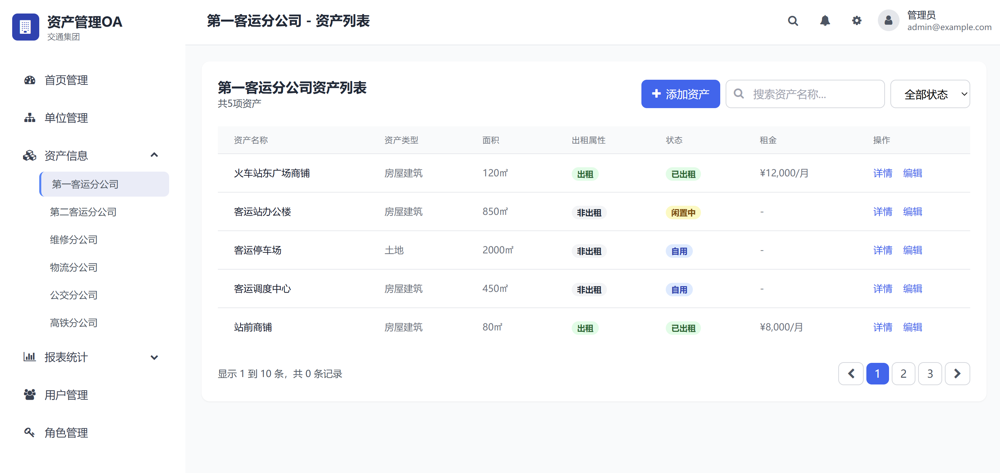 资产管理OA
交通集团
首页管理
单位管理
资产信息
第一客运分公司
第二客运分公司
维修分公司
物流分公司
公交分公司
高铁分公司
报表统计
用户管理
角色管理
第一客运分公司 - 资产列表
管理员
admin@example.com
第一客运分公司资产列表
共5项资产
添加资产 搜索资产名称... 全部状态
资产名称 资产类型 面积 出租属性 状态 租金 操作
火车站东广场商铺 房屋建筑 120㎡ 出租 已出租 ¥12,000/月 详情 编辑
客运站办公楼 房屋建筑 850㎡ 非出租 闲置中 - 详情 编辑
客运停车场 土地 2000㎡ 非出租 自用 - 详情 编辑
客运调度中心 房屋建筑 450㎡ 非出租 自用 - 详情 编辑
站前商铺 房屋建筑 80㎡ 出租 已出租 ¥8,000/月 详情 编辑
显示 1 到 10 条，共 0 条记录
1 2 3